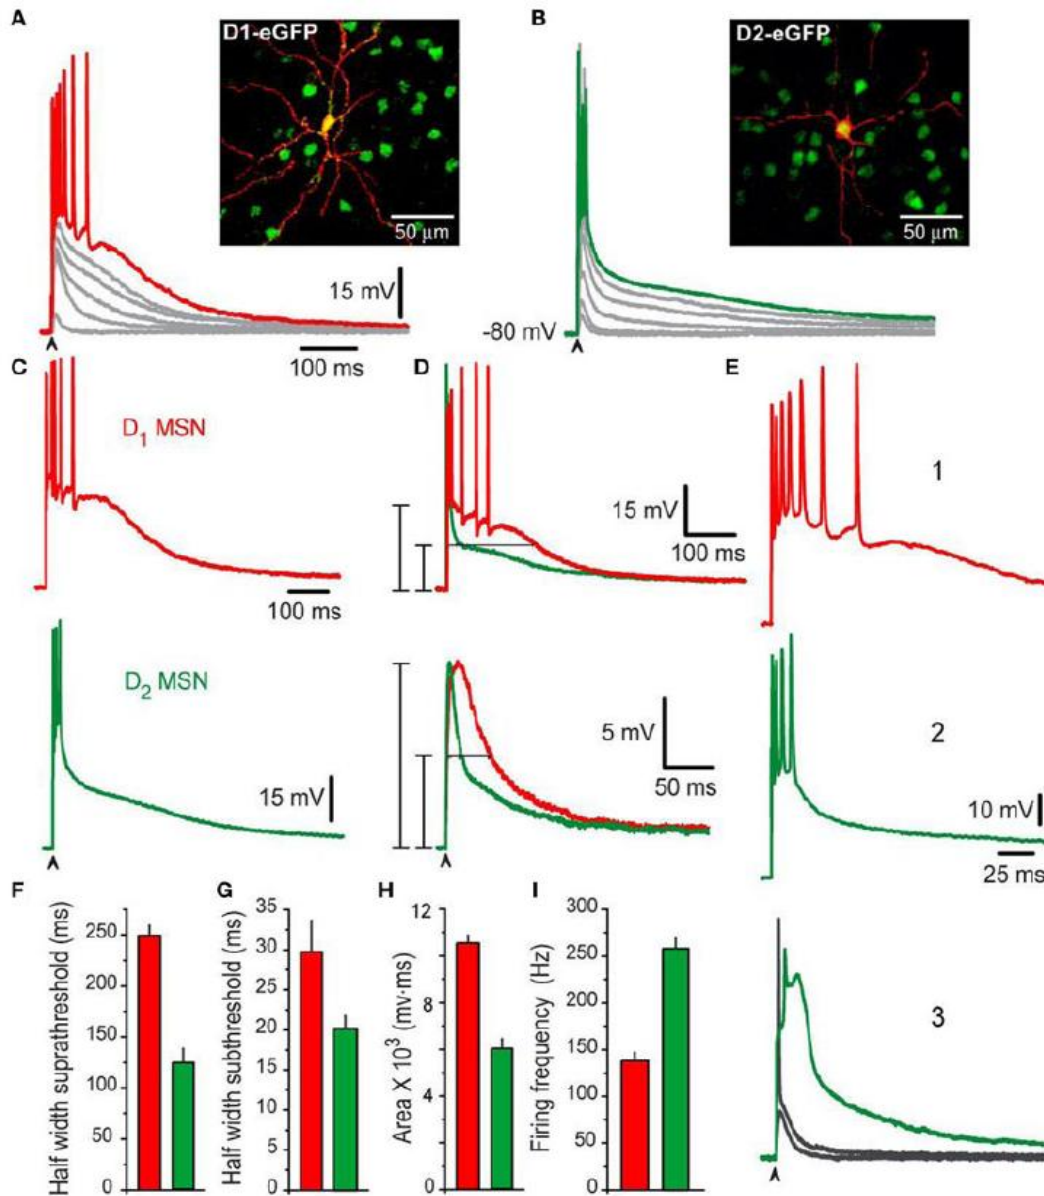 A
D1-eGFP
50 μm
15 mV
100 ms
B
D2-eGFP
50 μm
-80 mV
C
D1 MSN
100 ms
D2 MSN
15 mV
D
15 mV
100 ms
5 mV
50 ms
E
1
2
10 mV
25 ms
3
F
Half width suprathreshold (ms)
250
200
150
100
50
0
G
Half width subthreshold (ms)
35
30
25
20
15
10
5
0
H
Area X 10³ (mv·ms)
12
8
4
0
I
Firing frequency (Hz)
300
250
200
150
100
50
0